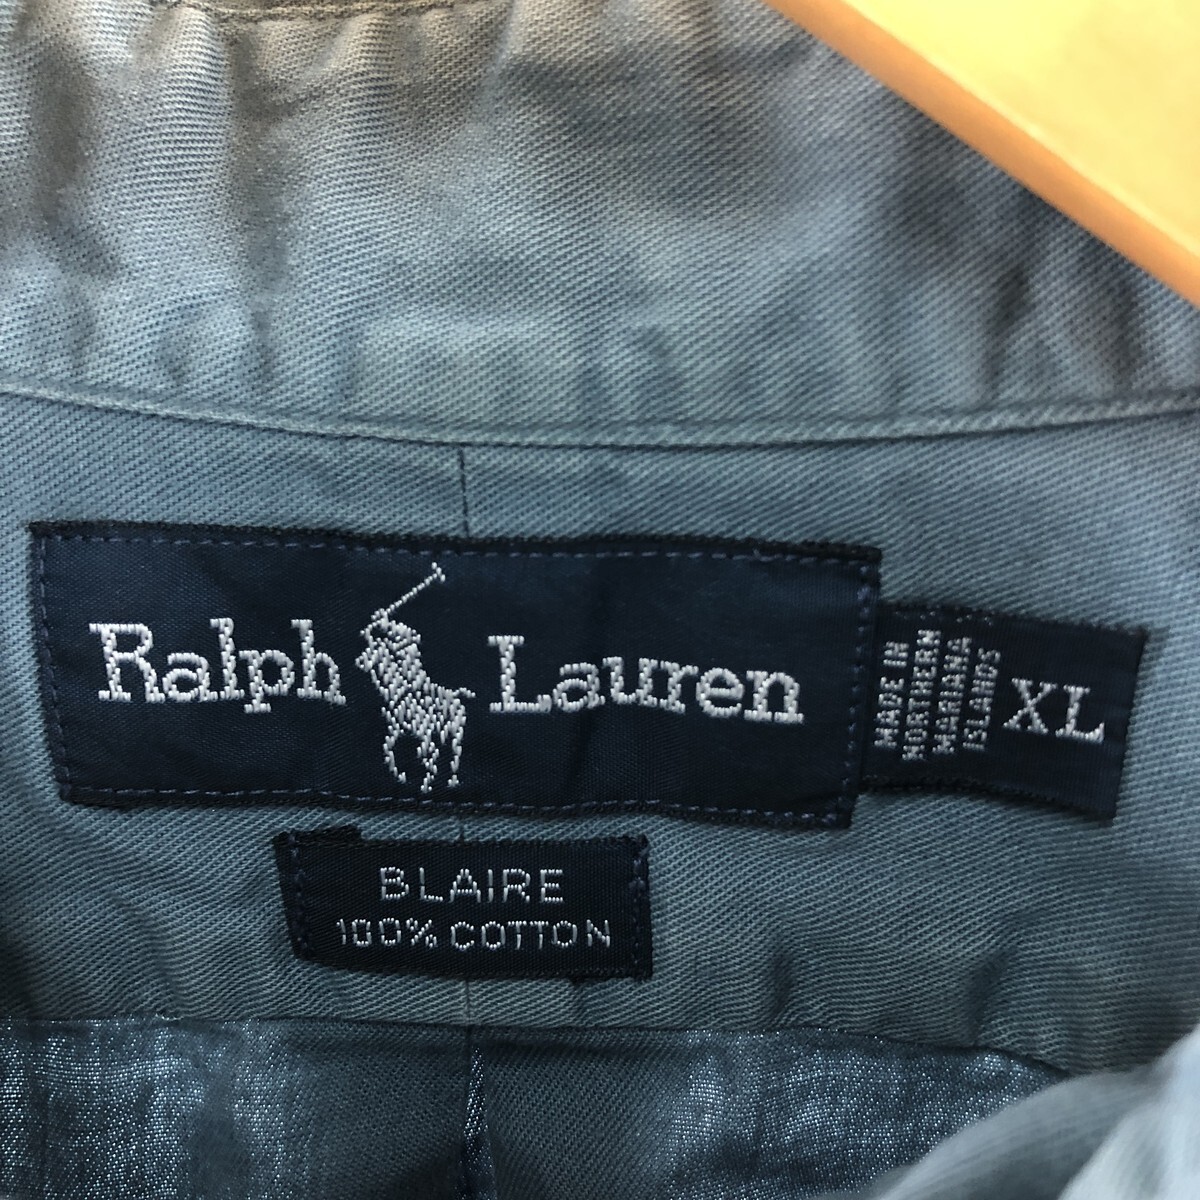 Ralph Lauren
MADE IN
NORTHERN
MARIANA
ISLANDS
XL
BLAIRE
100% COTTON